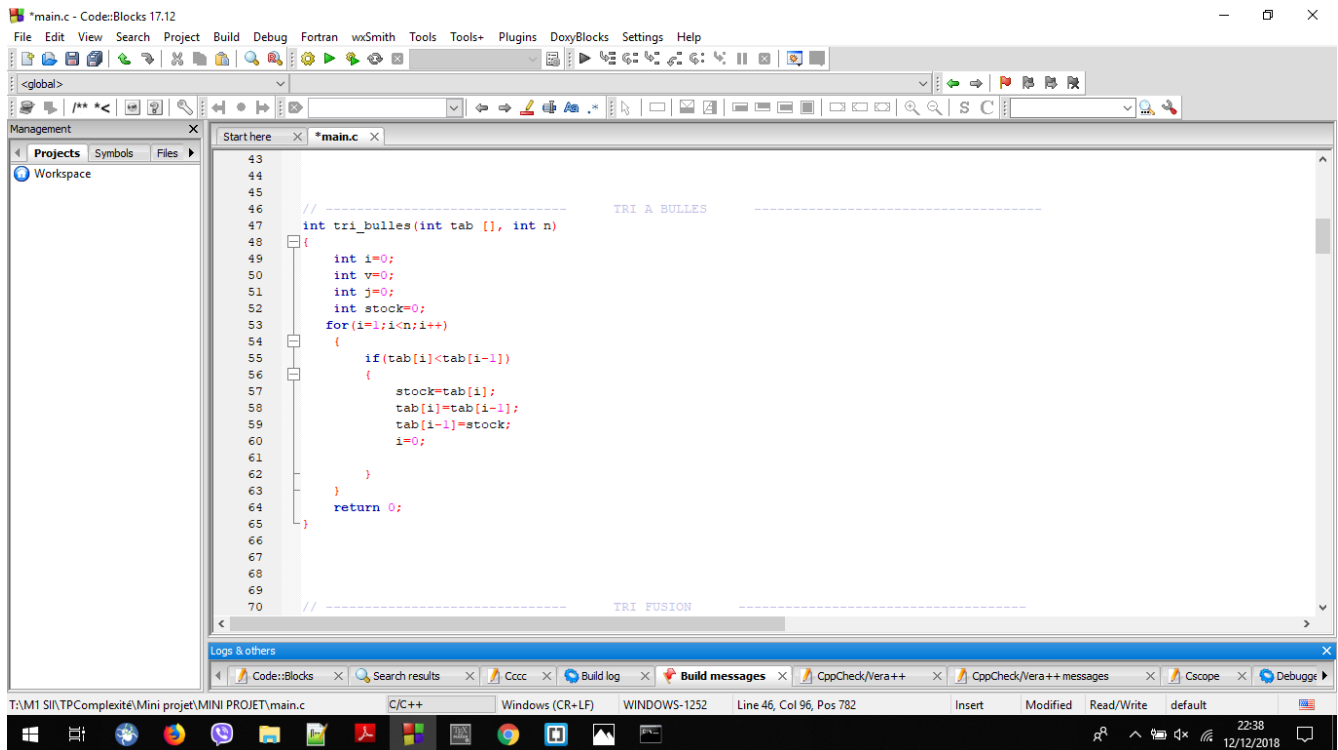 *main.c - Code::Blocks 17.12
File Edit View Search Project Build Debug Fortran wxSmith Tools Tools+ Plugins DoxyBlocks Settings Help
<global>
/** *<
S C
Management
Projects Symbols Files
Workspace
Start here *main.c
43
44
45
46 // ------------------------------- TRI A BULLES -------------------------------------
47 int tri_bulles(int tab [], int n)
48 {
49 int i=0;
50 int v=0;
51 int j=0;
52 int stock=0;
53 for(i=1;i<n;i++)
54 {
55 if(tab[i]<tab[i-1])
56 {
57 stock=tab[i];
58 tab[i]=tab[i-1];
59 tab[i-1]=stock;
60 i=0;
61
62 }
63 }
64 return 0;
65 }
66
67
68
69
70 // ------------------------------- TRI FUSION -------------------------------------
Logs & others
Code::Blocks Search results Cccc Build log Build messages CppCheck/Vera++ CppCheck/Vera++ messages Cscope Debugge
T:\M1 SII\TPComplexité\Mini projet\MINI PROJET\main.c C/C++ Windows (CR+LF) WINDOWS-1252 Line 46, Col 96, Pos 782 Insert Modified Read/Write default
22:38
12/12/2018